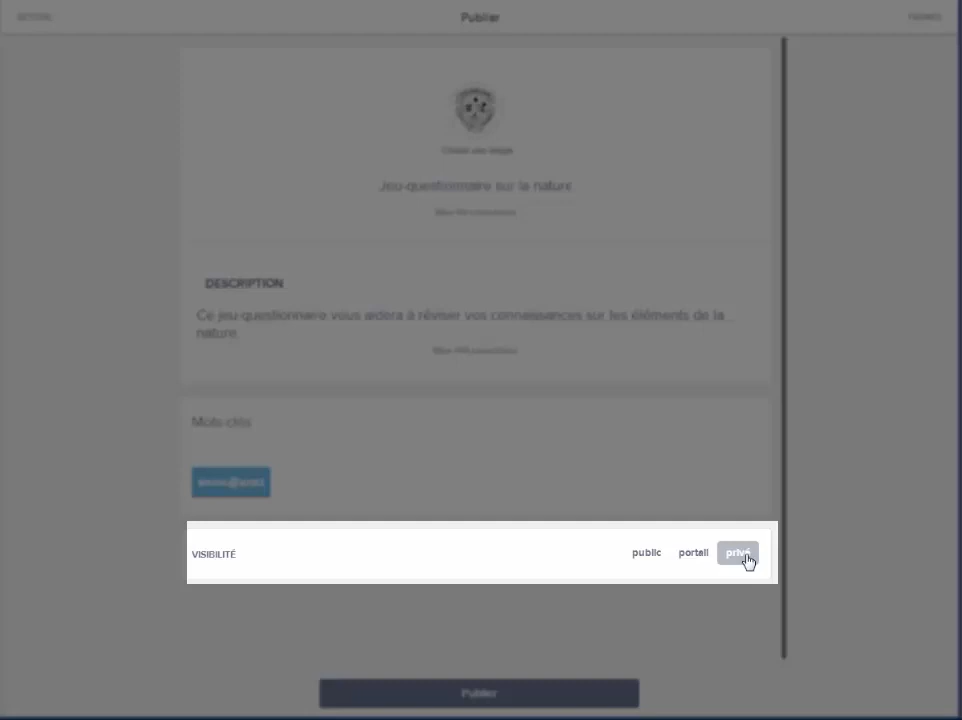 Publier
Jeu-questionnaire sur la nature
DESCRIPTION
Ce jeu-questionnaire vous aidera à réviser vos connaissances sur les éléments de la
nature.
Mots clés
VISIBILITÉ
public portail privé
Publier